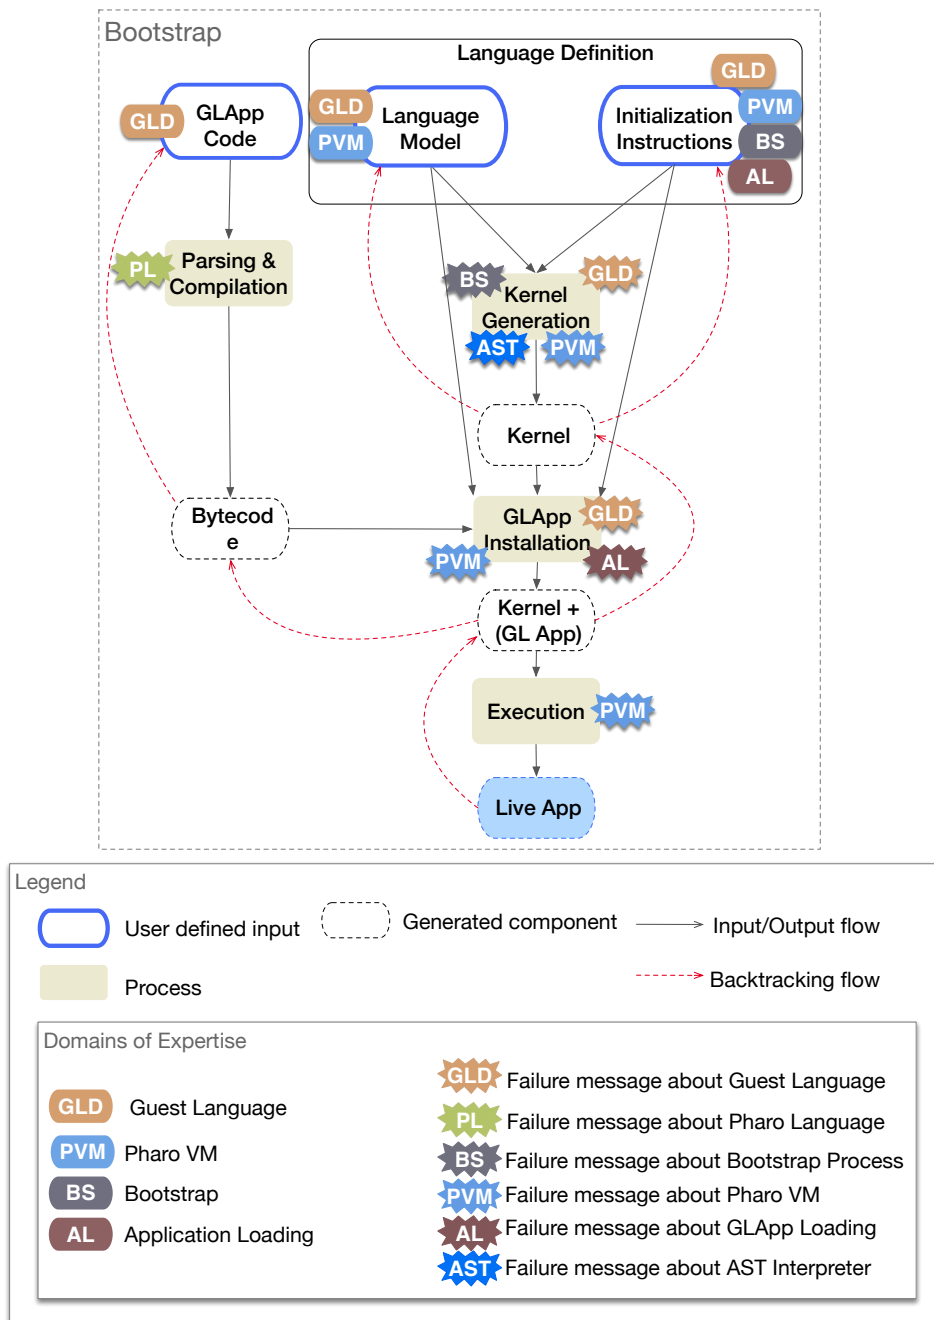 Bootstrap
Language Definition
GLD
GLApp
Code
GLD
PVM
Language
Model
Initialization
Instructions
GLD
PVM
BS
AL
PL
Parsing &
Compilation
BS
GLD
Kernel
Generation
AST
PVM
Kernel
Bytecod
e
GLApp
Installation
GLD
PVM
AL
Kernel +
(GL App)
Execution
PVM
Live App
Legend
User defined input
Generated component
Input/Output flow
Process
Backtracking flow
Domains of Expertise
GLD Guest Language
PVM Pharo VM
BS Bootstrap
AL Application Loading
GLD Failure message about Guest Language
PL Failure message about Pharo Language
BS Failure message about Bootstrap Process
PVM Failure message about Pharo VM
AL Failure message about GLApp Loading
AST Failure message about AST Interpreter